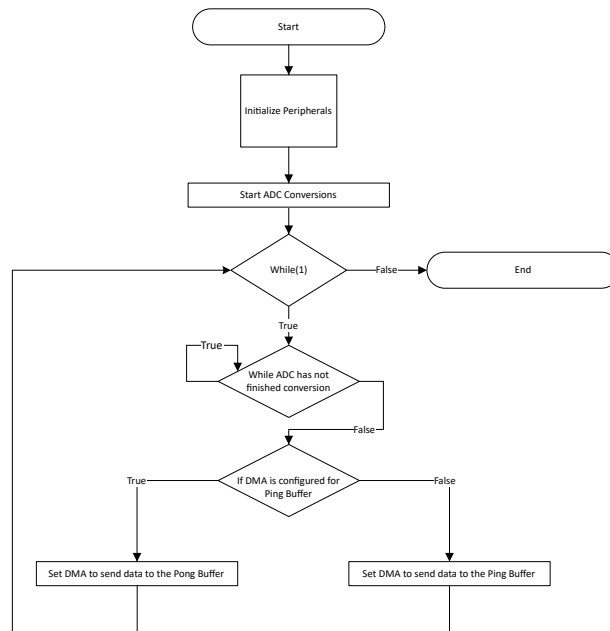 Start
Initialize Peripherals
Start ADC Conversions
While(1)
False
End
True
True
While ADC has not
finished conversion
False
If DMA is configured for
Ping Buffer
True
False
Set DMA to send data to the Pong Buffer
Set DMA to send data to the Ping Buffer